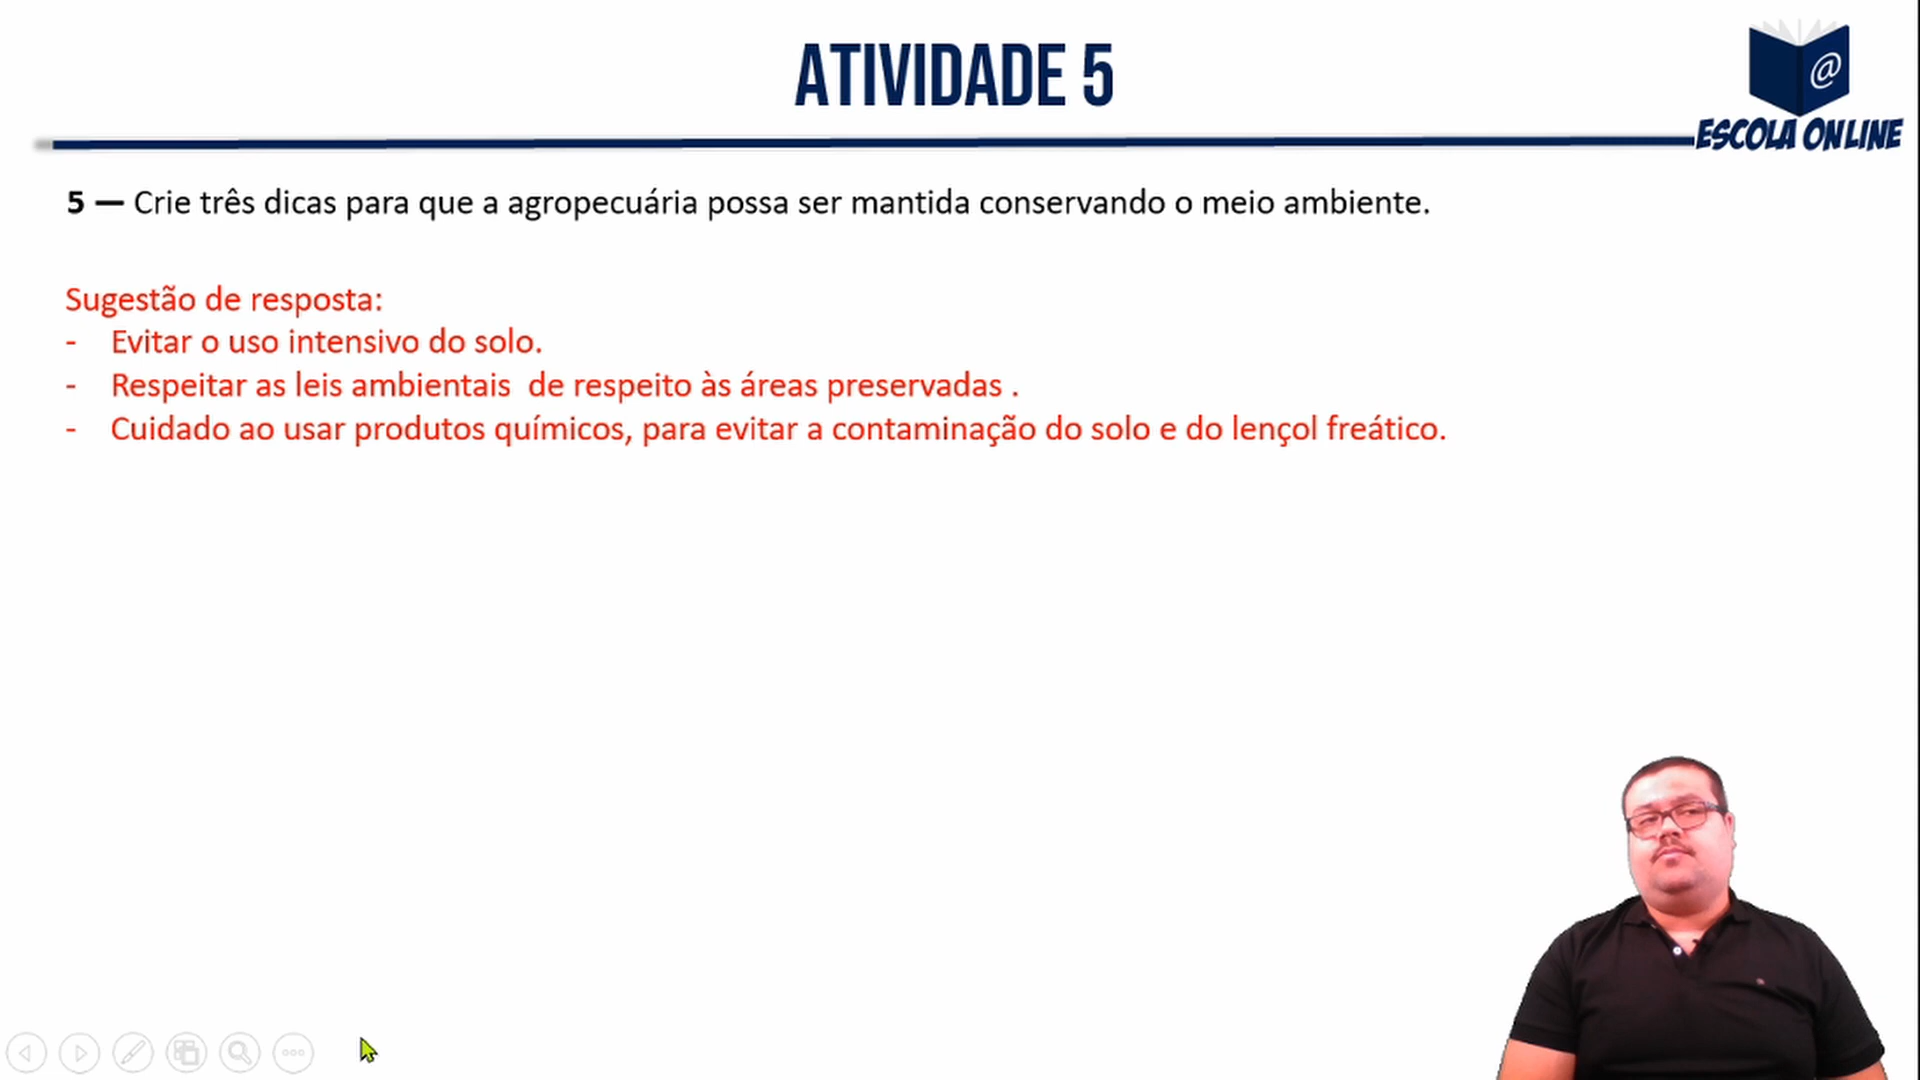 ATIVIDADE 5
@
ESCOLA ONLINE
5 — Crie três dicas para que a agropecuária possa ser mantida conservando o meio ambiente.
Sugestão de resposta:
- Evitar o uso intensivo do solo.
- Respeitar as leis ambientais  de respeito às áreas preservadas .
- Cuidado ao usar produtos químicos, para evitar a contaminação do solo e do lençol freático.